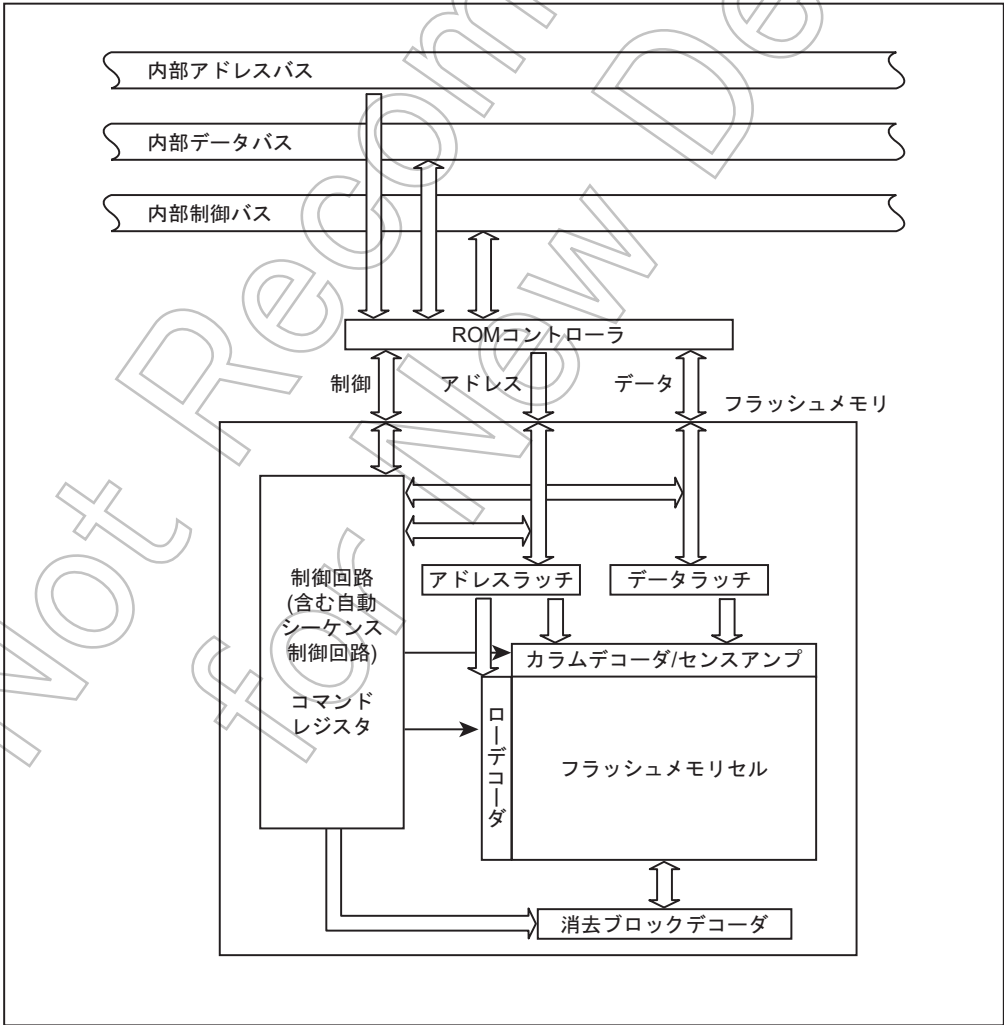 内部アドレスバス
内部データバス
内部制御バス
ROMコントローラ
制御
アドレス
データ
フラッシュメモリ
制御回路
(含む自動
シーケンス
制御回路)
コマンド
レジスタ
アドレスラッチ
データラッチ
カラムデコーダ/センスアンプ
ローデコーダ
フラッシュメモリセル
消去ブロックデコーダ
Not Recom
for New De